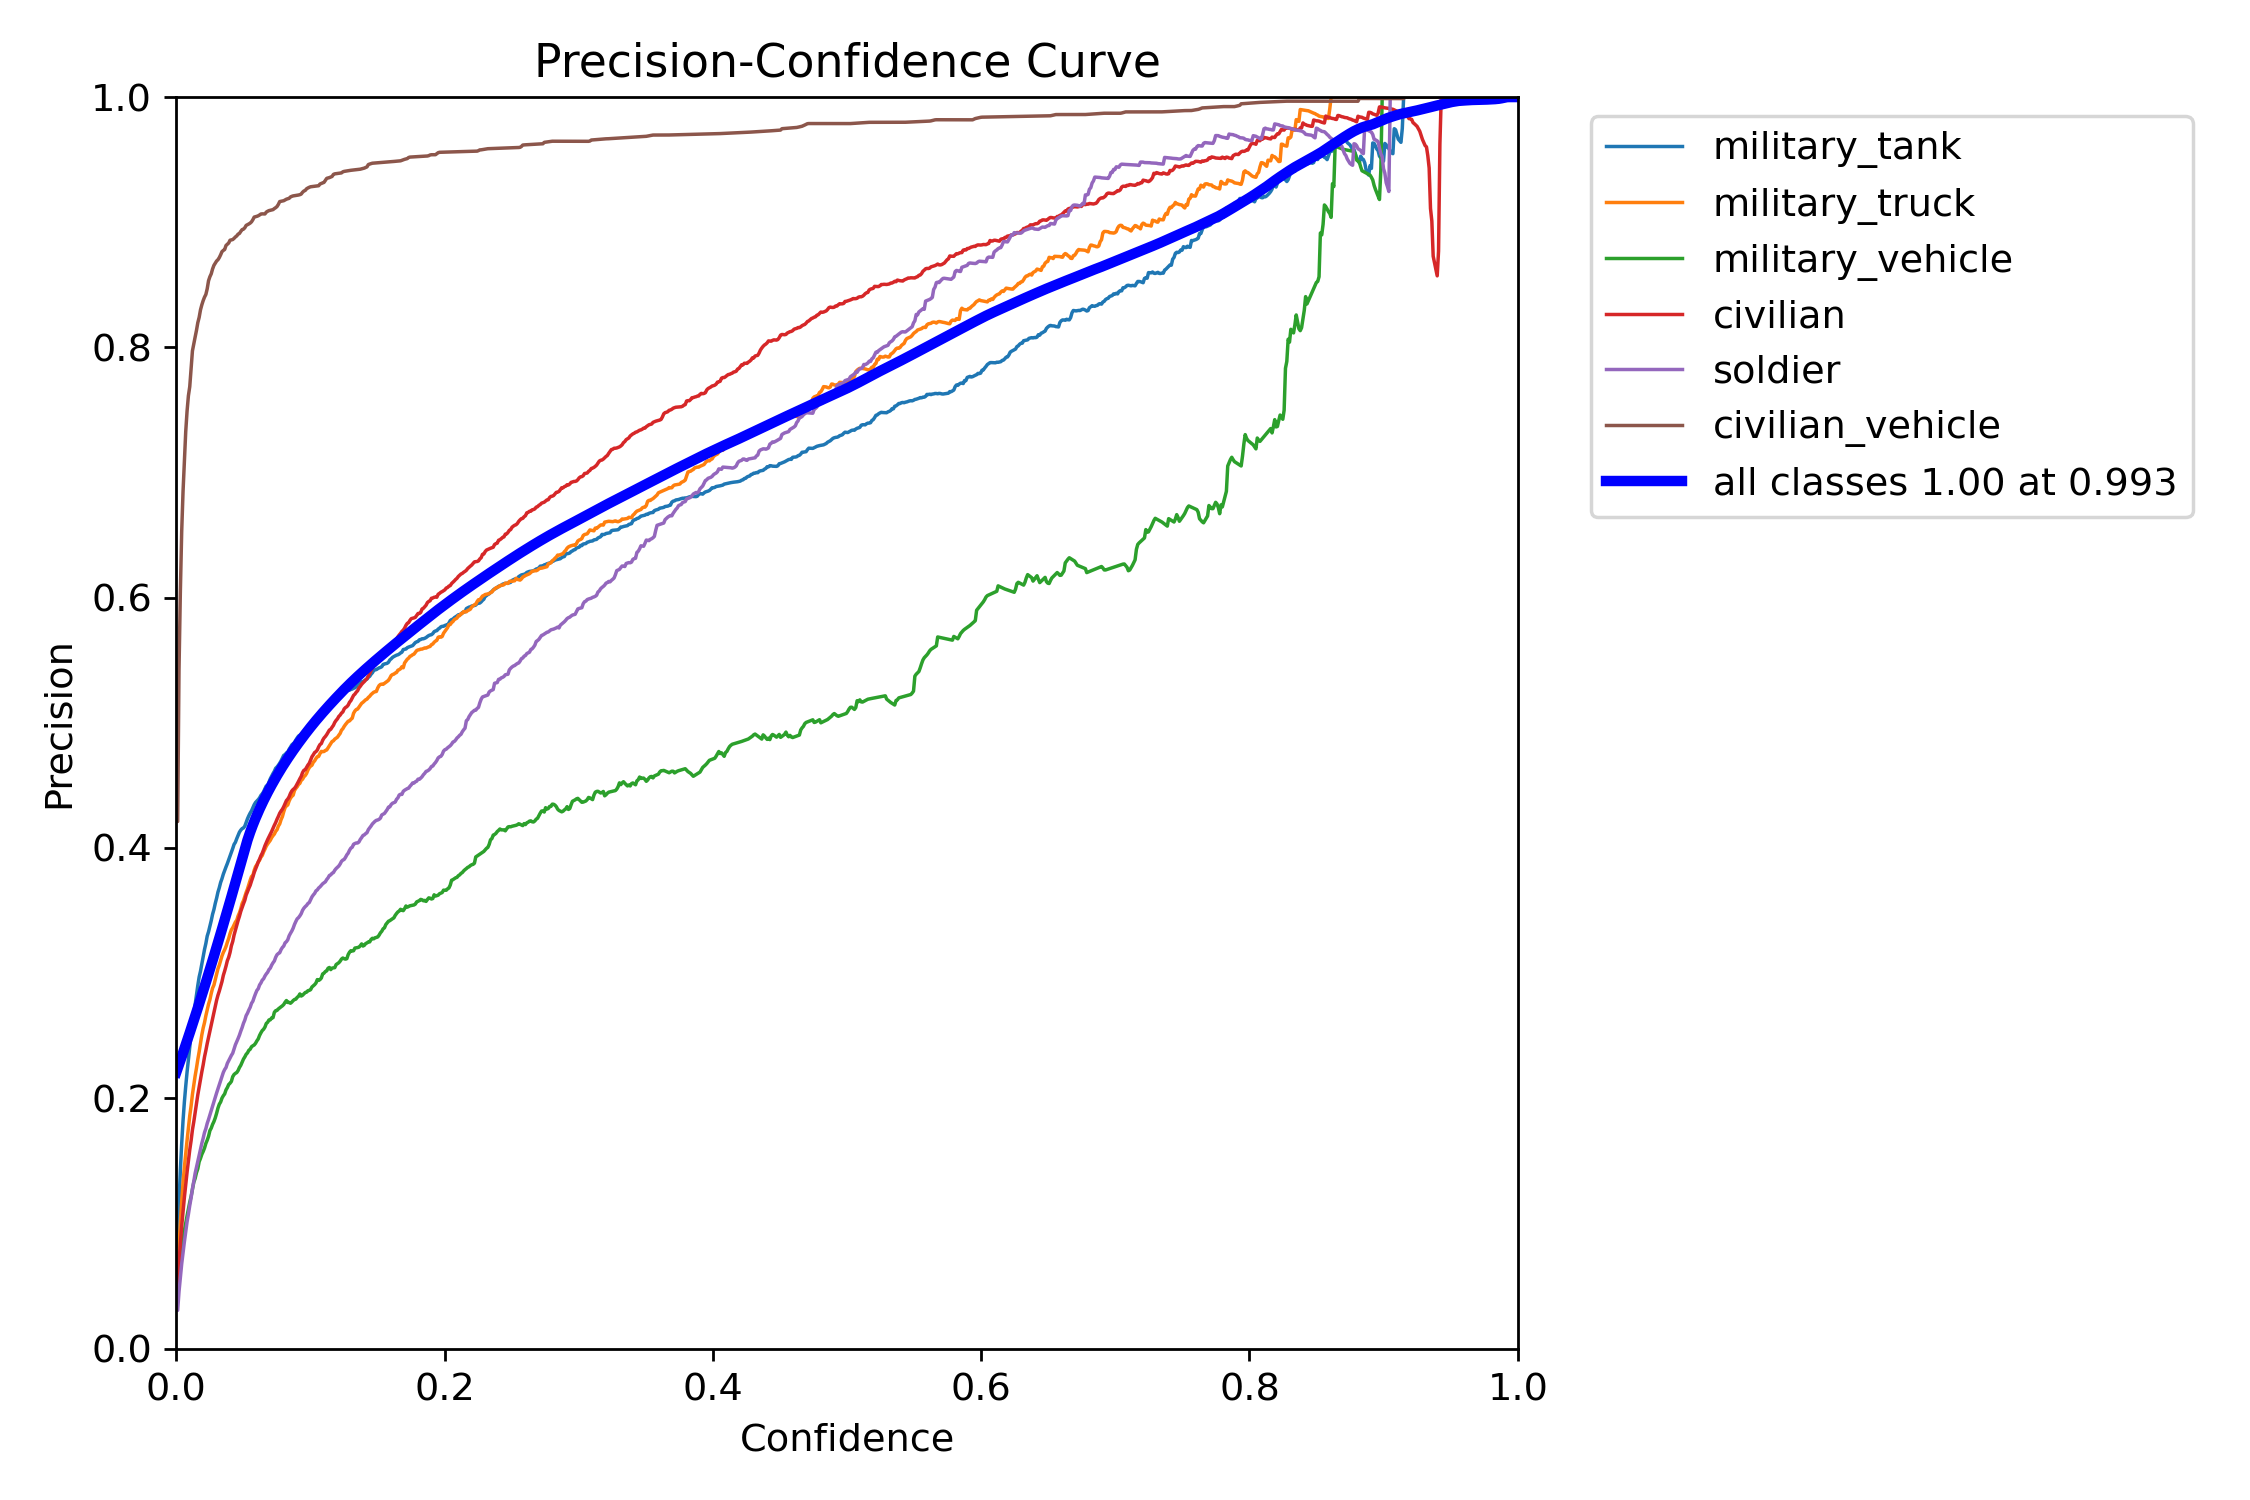 Precision-Confidence Curve
1.0
0.8
0.6
0.4
0.2
0.0
Precision
0.0 0.2 0.4 0.6 0.8 1.0
Confidence
military_tank
military_truck
military_vehicle
civilian
soldier
civilian_vehicle
all classes 1.00 at 0.993